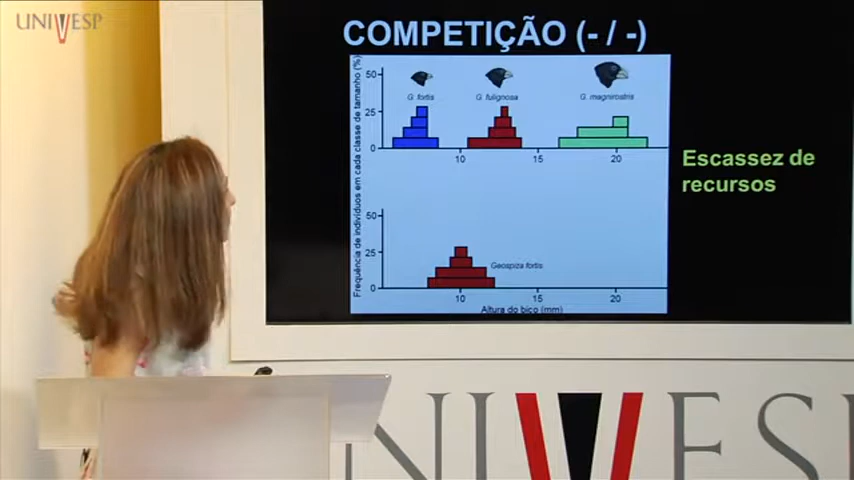 UNIVESP
COMPETIÇÃO (- / -)
Frequência de indivíduos em cada classe de tamanho (%)
50
25
0
G. fortis
G. fulignosa
G. magnirostris
10
15
20
Escassez de
recursos
50
25
0
Geospiza fortis
10
15
20
Altura do bico (mm)
UNIVESP